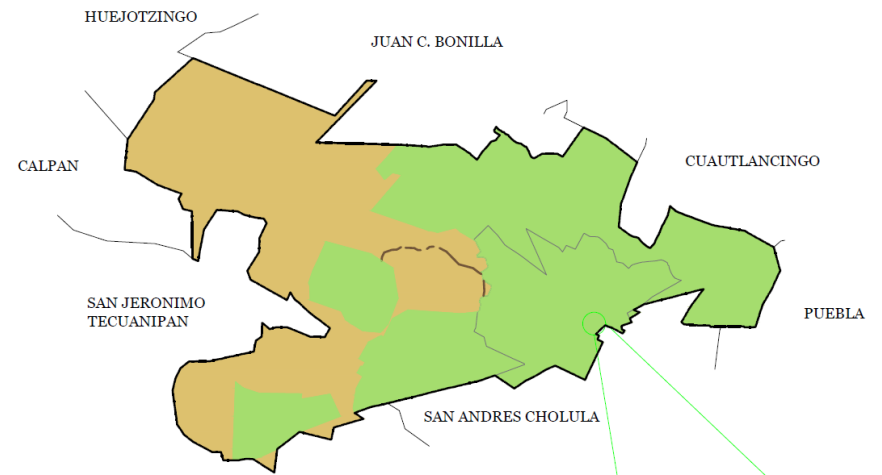 HUEJOTZINGO
JUAN C. BONILLA
CUAUTLANCINGO
CALPAN
SAN JERONIMO
TECUANIPAN
PUEBLA
SAN ANDRES CHOLULA